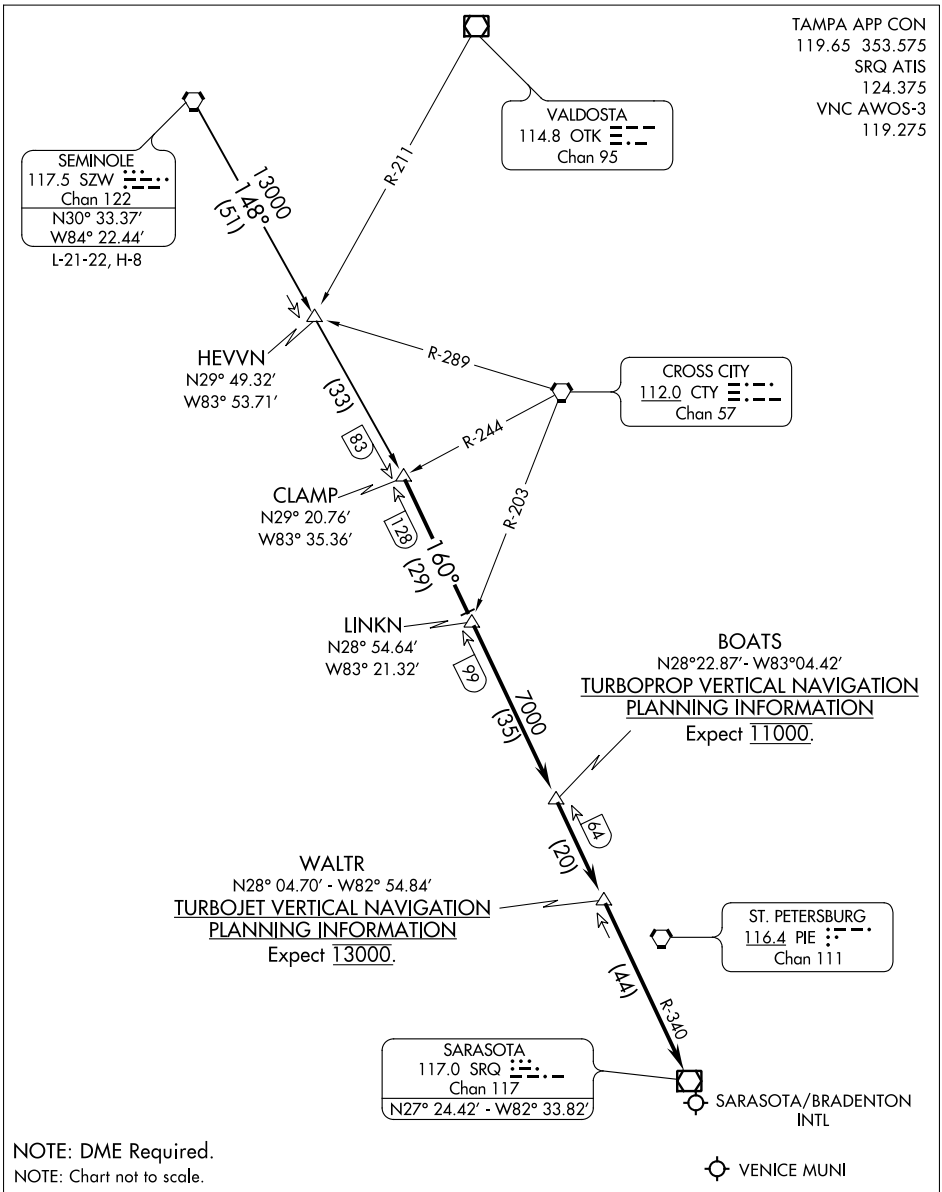 TAMPA APP CON
119.65 353.575
SRQ ATIS
124.375
VNC AWOS-3
119.275
VALDOSTA
114.8 OTK
Chan 95
SEMINOLE
117.5 SZW
Chan 122
N30° 33.37'
W84° 22.44'
L-21-22, H-8
13000
148°
(51)
R-211
HEVVN
N29° 49.32'
W83° 53.71'
R-289
CROSS CITY
112.0 CTY
Chan 57
(33)
83
R-244
CLAMP
N29° 20.76'
W83° 35.36'
128
160°
(29)
R-203
LINKN
N28° 54.64'
W83° 21.32'
99
7000
(35)
BOATS
N28°22.87'- W83°04.42'
TURBOPROP VERTICAL NAVIGATION
PLANNING INFORMATION
Expect 11000.
64
(20)
WALTR
N28° 04.70' - W82° 54.84'
TURBOJET VERTICAL NAVIGATION
PLANNING INFORMATION
Expect 13000.
ST. PETERSBURG
116.4 PIE
Chan 111
(44)
R-340
SARASOTA
117.0 SRQ
Chan 117
N27° 24.42' - W82° 33.82'
SARASOTA/BRADENTON
INTL
VENICE MUNI
NOTE: DME Required.
NOTE: Chart not to scale.